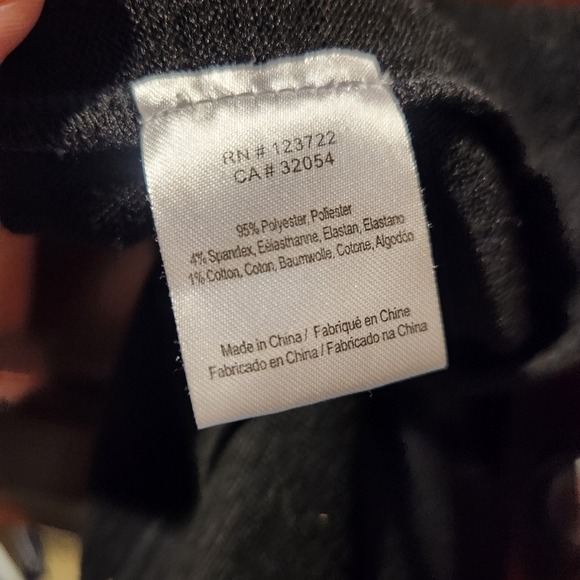 RN # 123722
CA # 32054
95% Polyester, Poliester
4% Spandex, Eèliasthanne, Elastan, Elastano
1% Cotton, Coton, Baumwolle, Cotone, Algodón
Made in China / Fabriqué en Chine
Fabricado en China / Fabricado na China